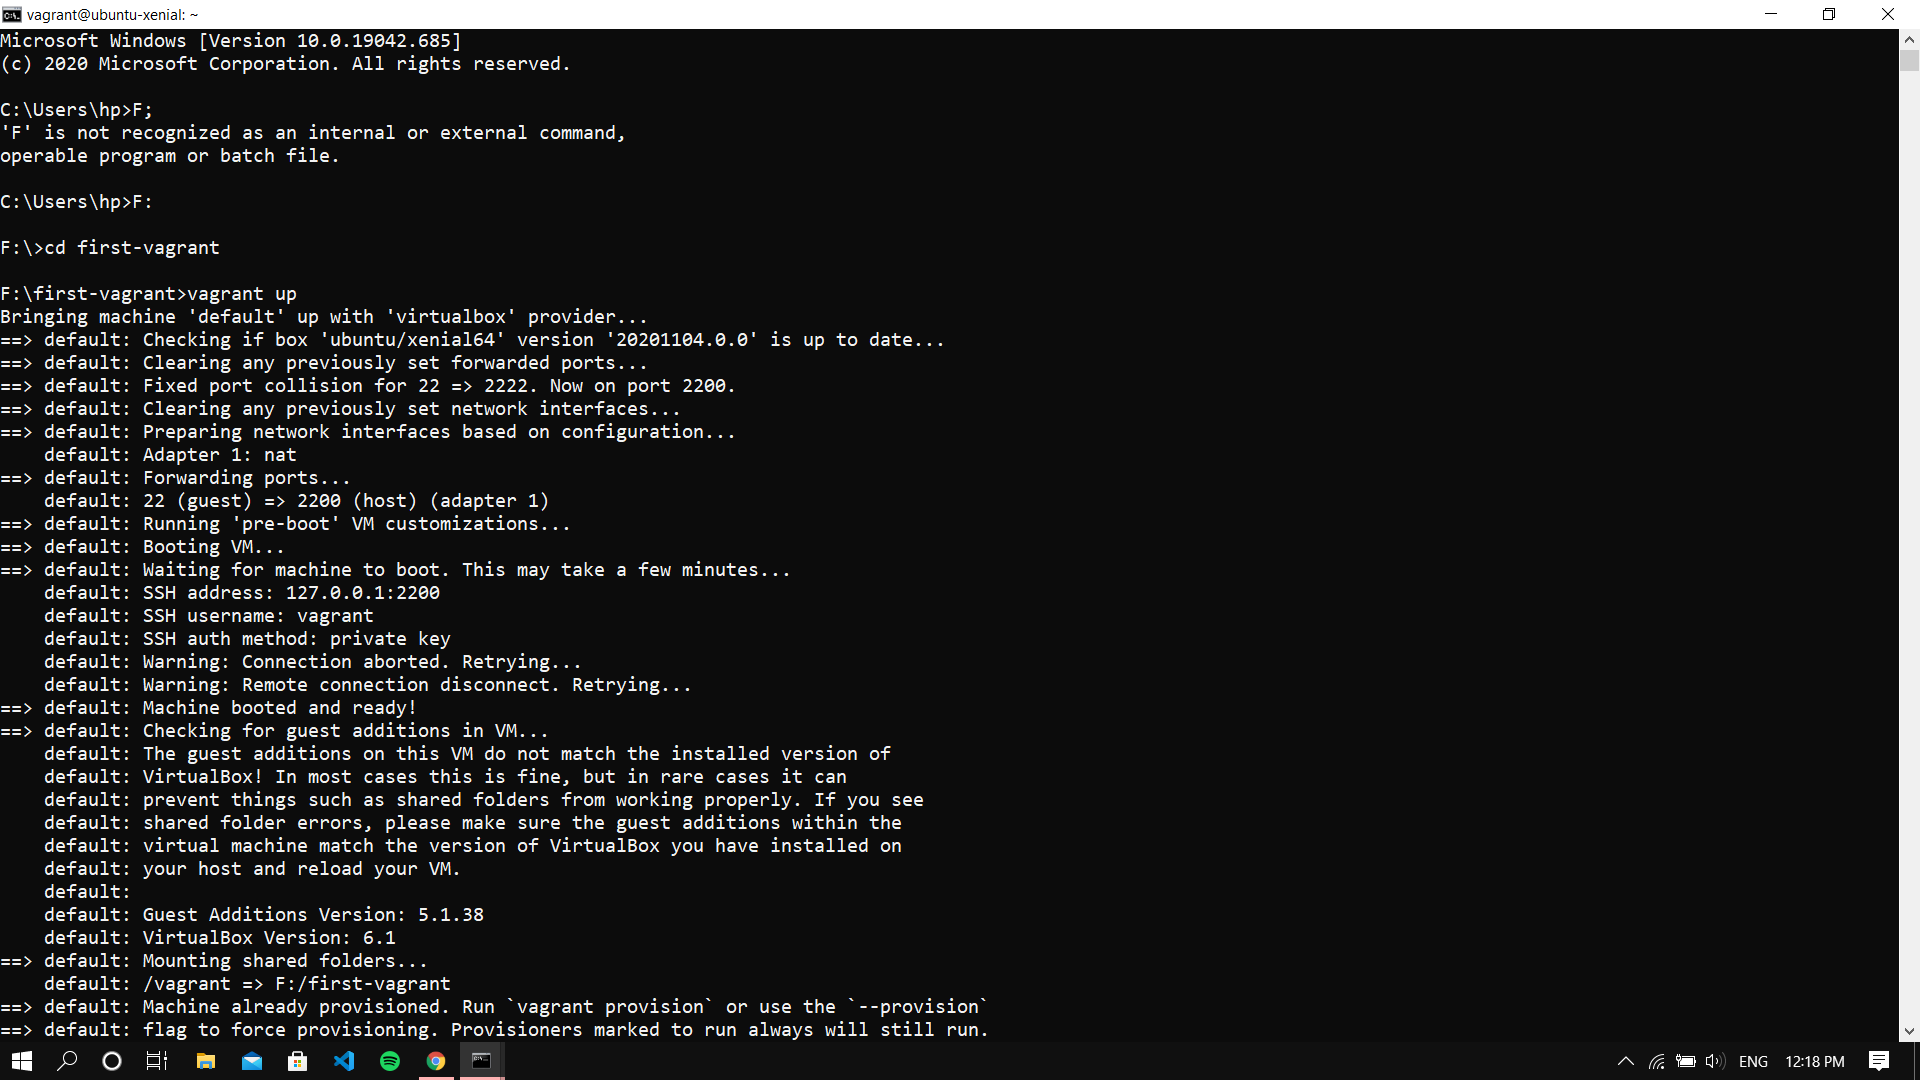 vagrant@ubuntu-xenial: ~
Microsoft Windows [Version 10.0.19042.685]
(c) 2020 Microsoft Corporation. All rights reserved.
C:\Users\hp>F;
'F' is not recognized as an internal or external command,
operable program or batch file.
C:\Users\hp>F:
F:\>cd first-vagrant
F:\first-vagrant>vagrant up
Bringing machine 'default' up with 'virtualbox' provider...
==> default: Checking if box 'ubuntu/xenial64' version '20201104.0.0' is up to date...
==> default: Clearing any previously set forwarded ports...
==> default: Fixed port collision for 22 => 2222. Now on port 2200.
==> default: Clearing any previously set network interfaces...
==> default: Preparing network interfaces based on configuration...
    default: Adapter 1: nat
==> default: Forwarding ports...
    default: 22 (guest) => 2200 (host) (adapter 1)
==> default: Running 'pre-boot' VM customizations...
==> default: Booting VM...
==> default: Waiting for machine to boot. This may take a few minutes...
    default: SSH address: 127.0.0.1:2200
    default: SSH username: vagrant
    default: SSH auth method: private key
    default: Warning: Connection aborted. Retrying...
    default: Warning: Remote connection disconnect. Retrying...
==> default: Machine booted and ready!
==> default: Checking for guest additions in VM...
    default: The guest additions on this VM do not match the installed version of
    default: VirtualBox! In most cases this is fine, but in rare cases it can
    default: prevent things such as shared folders from working properly. If you see
    default: shared folder errors, please make sure the guest additions within the
    default: virtual machine match the version of VirtualBox you have installed on
    default: your host and reload your VM.
    default:
    default: Guest Additions Version: 5.1.38
    default: VirtualBox Version: 6.1
==> default: Mounting shared folders...
    default: /vagrant => F:/first-vagrant
==> default: Machine already provisioned. Run `vagrant provision` or use the `--provision`
==> default: flag to force provisioning. Provisioners marked to run always will still run.
ENG 12:18 PM